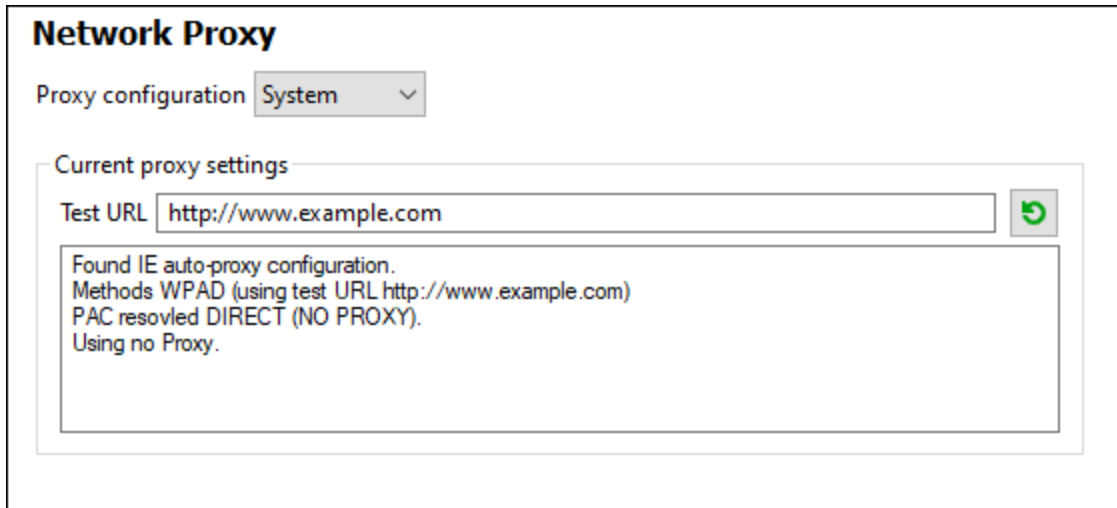 Network Proxy
Proxy configuration System
Current proxy settings
Test URL http://www.example.com
Found IE auto-proxy configuration.
Methods WPAD (using test URL http://www.example.com)
PAC resovled DIRECT (NO PROXY).
Using no Proxy.